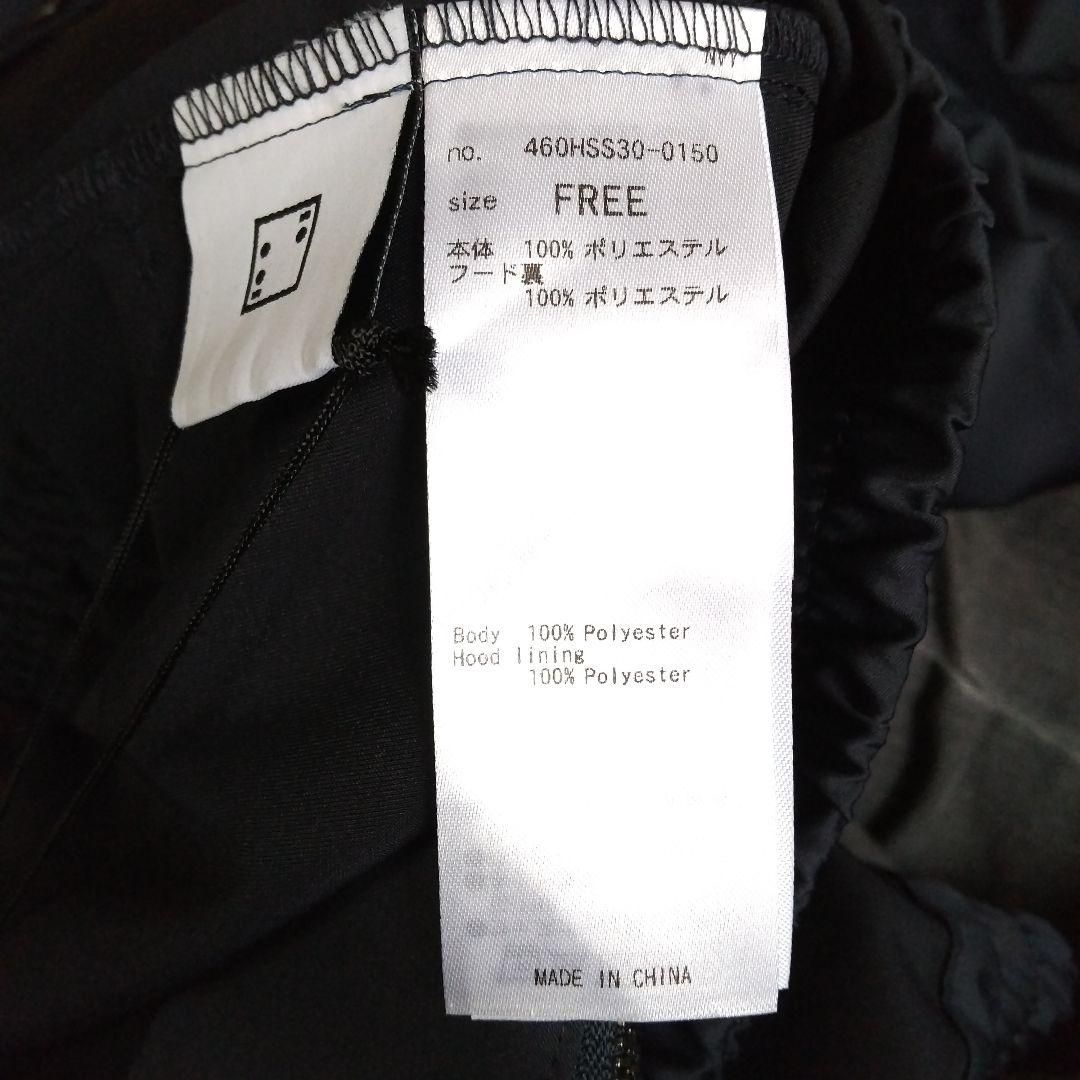 NVY
no. 460HSS30-0150
size FREE
本体 100% ポリエステル
フード裏
100% ポリエステル
Body 100% Polyester
Hood lining
100% Polyester
MADE IN CHINA